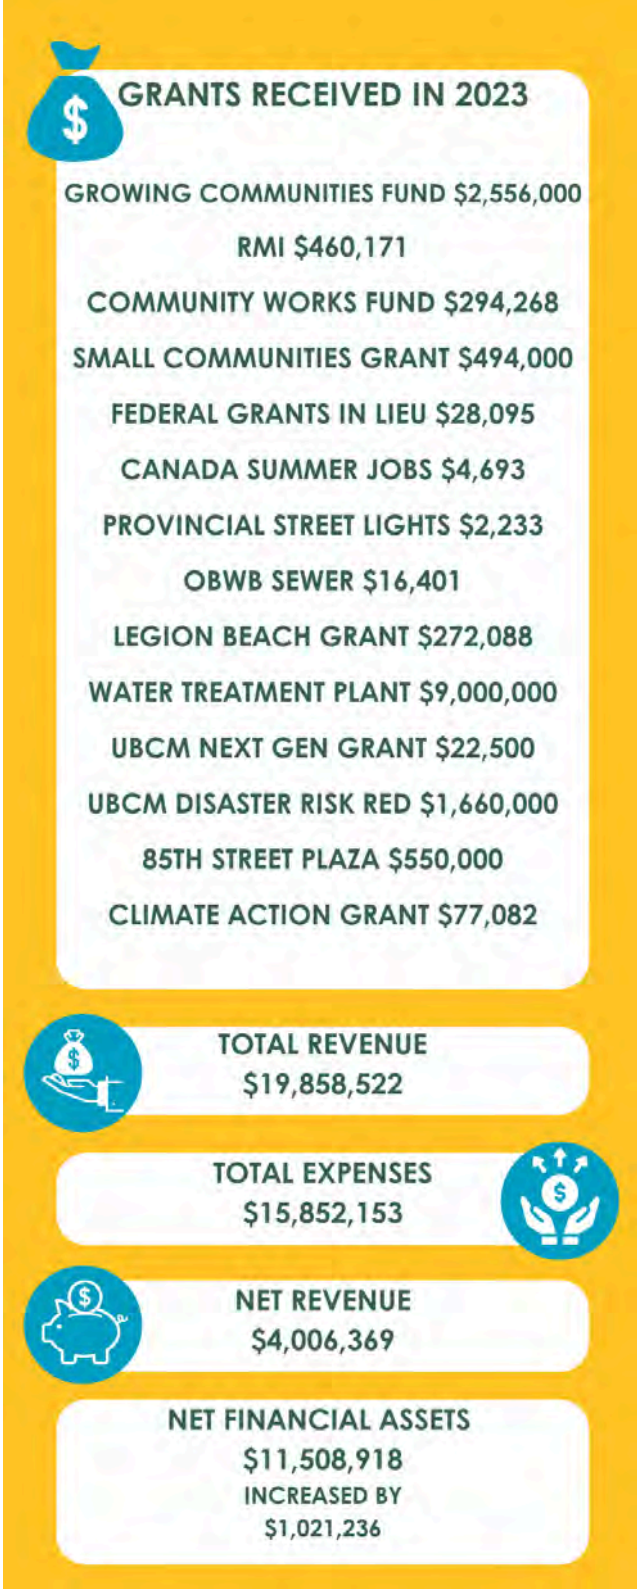 $
GRANTS RECEIVED IN 2023
GROWING COMMUNITIES FUND $2,556,000
RMI $460,171
COMMUNITY WORKS FUND $294,268
SMALL COMMUNITIES GRANT $494,000
FEDERAL GRANTS IN LIEU $28,095
CANADA SUMMER JOBS $4,693
PROVINCIAL STREET LIGHTS $2,233
OBWB SEWER $16,401
LEGION BEACH GRANT $272,088
WATER TREATMENT PLANT $9,000,000
UBCM NEXT GEN GRANT $22,500
UBCM DISASTER RISK RED $1,660,000
85TH STREET PLAZA $550,000
CLIMATE ACTION GRANT $77,082
$
TOTAL REVENUE
$19,858,522
TOTAL EXPENSES
$15,852,153
$
$
NET REVENUE
$4,006,369
NET FINANCIAL ASSETS
$11,508,918
INCREASED BY
$1,021,236